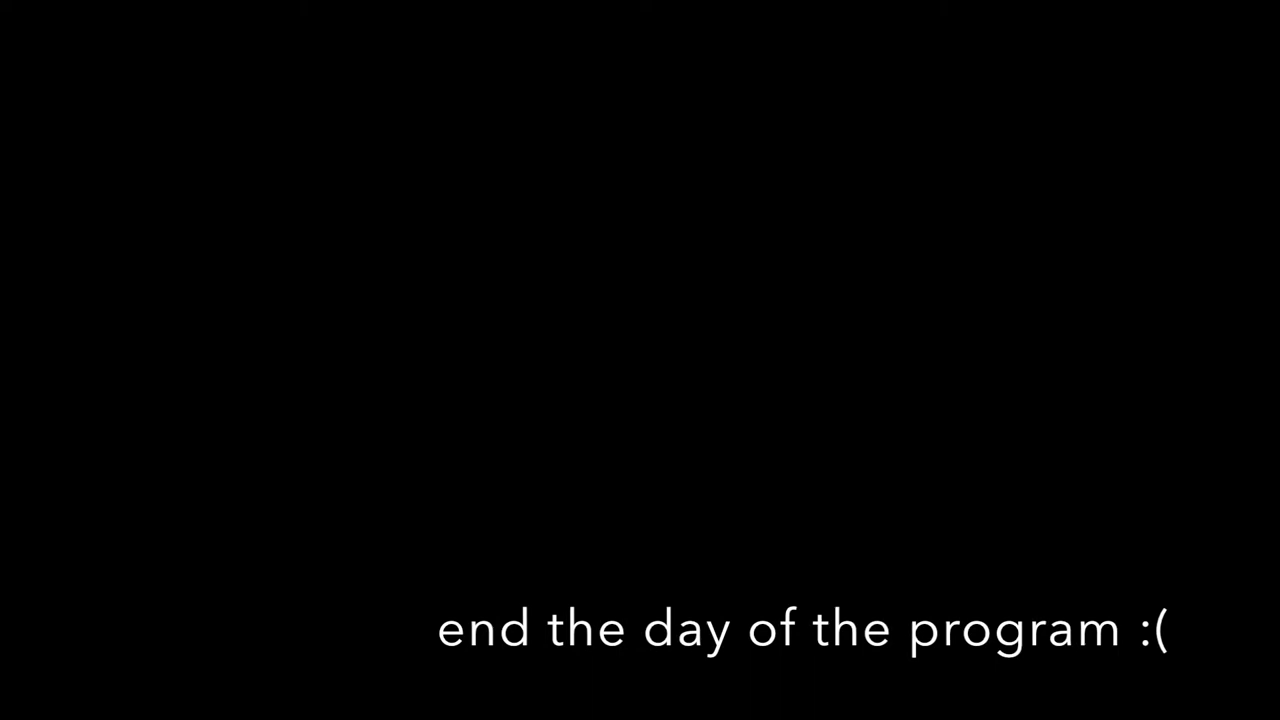 end the day of the program :(